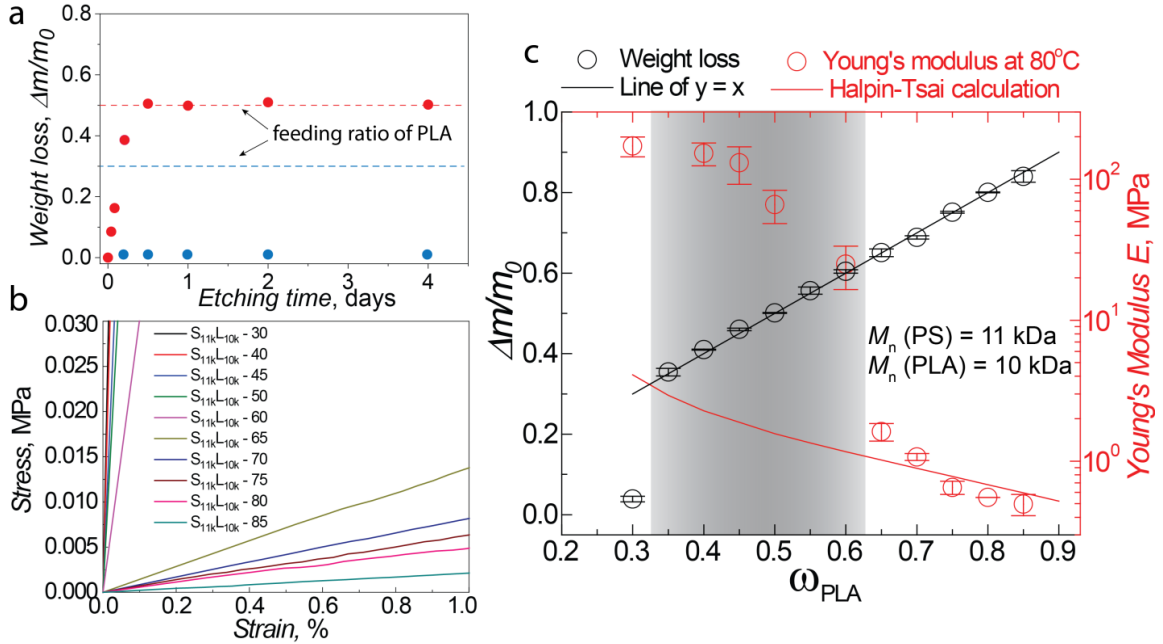 a
Weight loss, Δm/m₀
0.8
0.6
0.4
0.2
0.0
feeding ratio of PLA
0 1 2 3 4
Etching time, days
b
Stress, MPa
0.030
0.025
0.020
0.015
0.010
0.005
0.000
S₁₁ₖL₁₀ₖ - 30
S₁₁ₖL₁₀ₖ - 40
S₁₁ₖL₁₀ₖ - 45
S₁₁ₖL₁₀ₖ - 50
S₁₁ₖL₁₀ₖ - 60
S₁₁ₖL₁₀ₖ - 65
S₁₁ₖL₁₀ₖ - 70
S₁₁ₖL₁₀ₖ - 75
S₁₁ₖL₁₀ₖ - 80
S₁₁ₖL₁₀ₖ - 85
0.0 0.2 0.4 0.6 0.8 1.0
Strain, %
c
Weight loss
Line of y = x
Young's modulus at 80°C
Halpin-Tsai calculation
Δm/m₀
1.0
0.8
0.6
0.4
0.2
0.0
Mₙ (PS) = 11 kDa
Mₙ (PLA) = 10 kDa
10²
10¹
10⁰
Young's Modulus E, MPa
0.2 0.3 0.4 0.5 0.6 0.7 0.8 0.9
ω_PLA